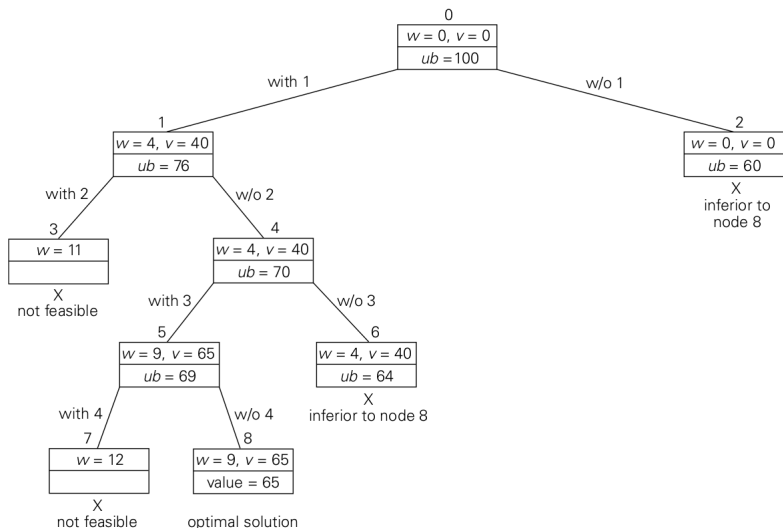 0
w = 0, v = 0
ub = 100
with 1
w/o 1
1
w = 4, v = 40
ub = 76
2
w = 0, v = 0
ub = 60
X
inferior to
node 8
with 2
w/o 2
3
w = 11
X
not feasible
4
w = 4, v = 40
ub = 70
with 3
w/o 3
5
w = 9, v = 65
ub = 69
6
w = 4, v = 40
ub = 64
X
inferior to node 8
with 4
w/o 4
7
w = 12
X
not feasible
8
w = 9, v = 65
value = 65
optimal solution